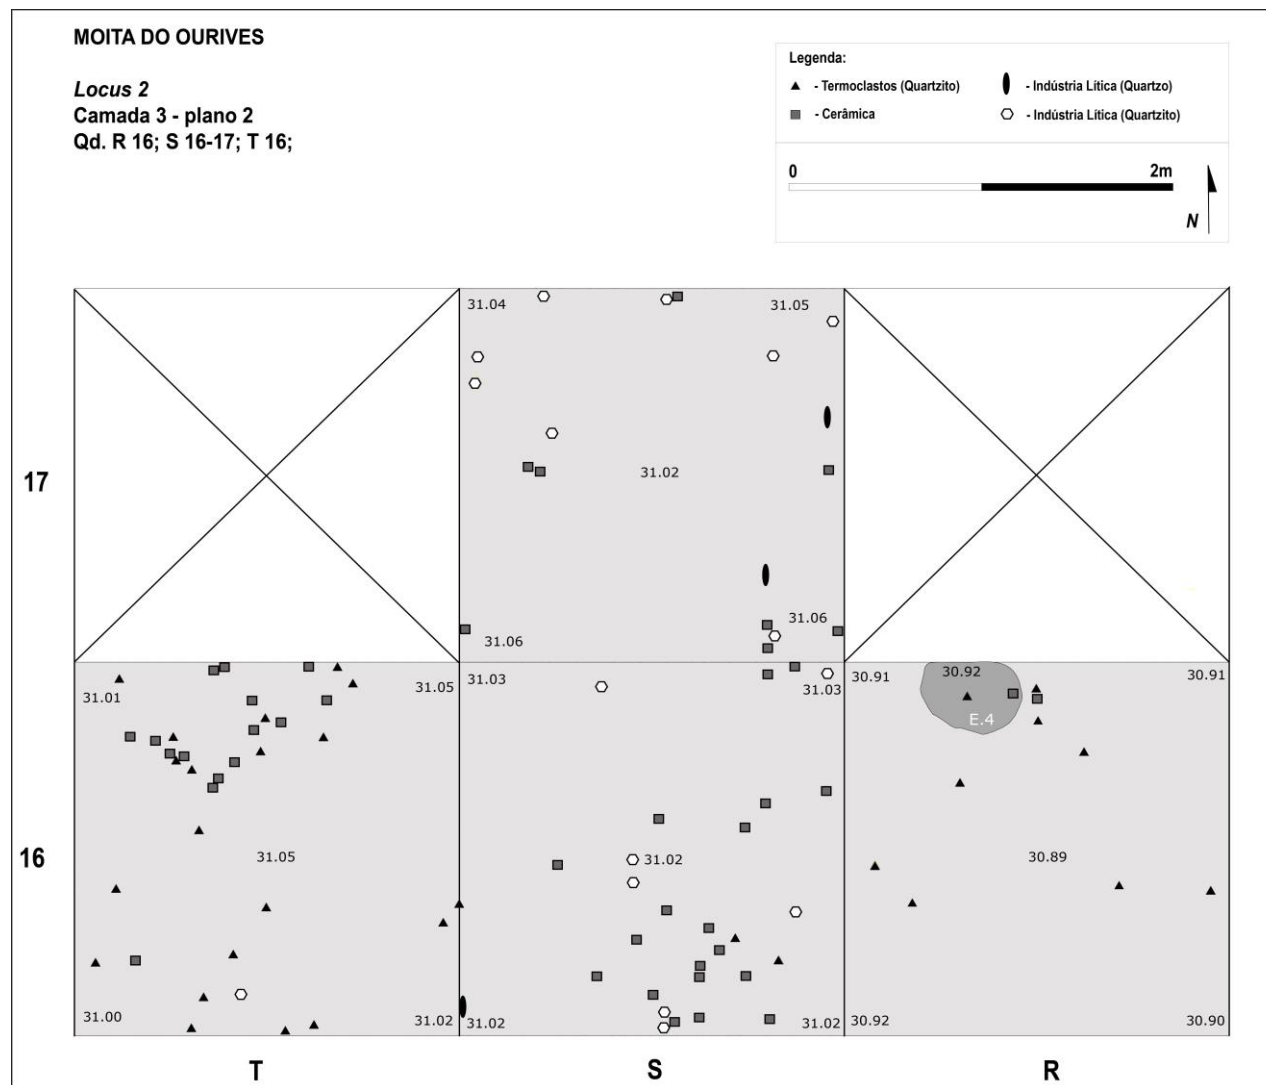 MOITA DO OURIVES
Locus 2
Camada 3 - plano 2
Qd. R 16; S 16-17; T 16;
Legenda:
- Termoclastos (Quartzito)
- Indústria Lítica (Quartzo)
- Cerâmica
- Indústria Lítica (Quartzito)
0 2m
N
31.04 31.05
17
31.02
31.06
31.06
31.01 31.05 31.03 31.03 30.91 30.92 30.91
E.4
16
31.05 31.02 30.89
31.00 31.02 31.02 31.02 30.92 30.90
T S R